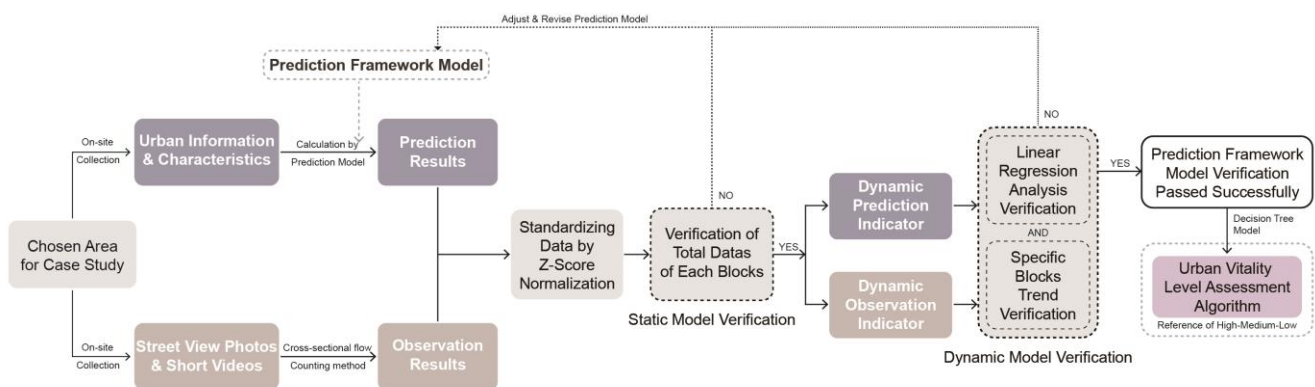 Adjust & Revise Prediction Model
Prediction Framework Model
On-site
Collection
Urban Information
& Characteristics
Calculation by
Prediction Model
Prediction
Results
Chosen Area
for Case Study
On-site
Collection
Street View Photos
& Short Videos
Cross-sectional flow
Counting method
Observation
Results
Standardizing
Data by
Z-Score
Normalization
NO
Verification of
Total Datas
of Each Blocks
Static Model Verification
YES
Dynamic
Prediction
Indicator
Dynamic
Observation
Indicator
NO
Linear
Regression
Analysis
Verification
AND
Specific
Blocks
Trend
Verification
Dynamic Model Verification
YES
Prediction Framework
Model Verification
Passed Successfully
Decision Tree
Model
Urban Vitality
Level Assessment
Algorithm
Reference of High-Medium-Low